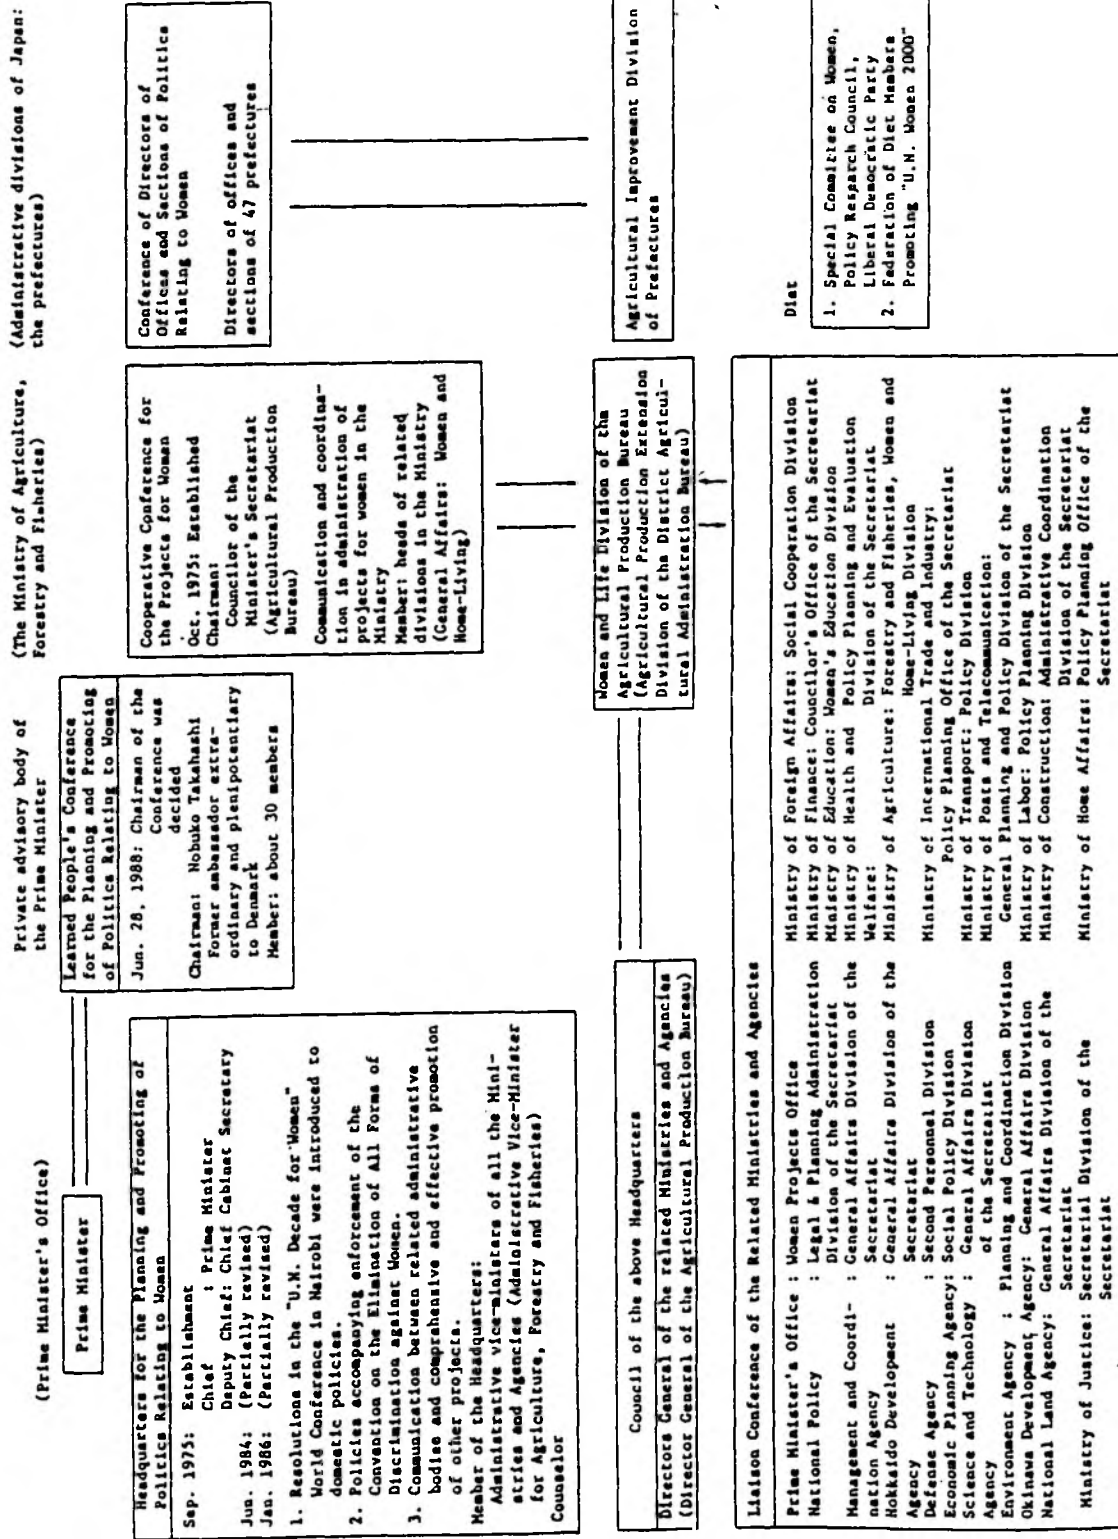 (Prime Minister's Office)
Prime Minister
Headquarters for the Planning and Promoting of
Politics Relating to Women
Sep. 1975: Establishment
Chief : Prime Minister
Deputy Chief: Chief Cabinet Secretary
Jun. 1984: (Partially revised)
Jan. 1986: (Partially revised)
1. Resolutions in the "U.N. Decade for Women"
World Conference in Nairobi were introduced to
domestic policies.
2. Policies accompanying enforcement of the
Convention on the Elimination of All Forms of
Discrimination against Women.
3. Communication between related administrative
bodies and comprehensive and effective promotion
of other projects.
Member of the Headquarters:
Administrative vice-ministers of all the Mini-
stries and Agencies (Administrative Vice-Minister
for Agriculture, Forestry and Fisheries)
Counselor
Private advisory body of
the Prime Minister
Learned People's Conference
for the Planning and Promoting
of Politics Relating to Women
Jun. 28, 1988: Chairman of the
Conference was
decided
Chairman: Nobuko Takahashi
Former ambassador extra-
ordinary and plenipotentiary
to Denmark
Member: about 30 members
(The Ministry of Agriculture,
Forestry and Fisheries)
Cooperative Conference for
the Projects for Women
Oct. 1975: Established
Chairman:
Councilor of the
Minister's Secretariat
(Agricultural Production
Bureau)
Communication and coordina-
tion in administration of
projects for women in the
Ministry
Member: heads of related
divisions in the Ministry
(General Affairs: Women and
Home-Living)
(Administrative divisions of Japan:
the prefectures)
Conference of Directors of
Offices and Sections of Politics
Relating to Women
Directors of offices and
sections of 47 prefectures
Council of the above Headquarters
Directors General of the related Ministries and Agencies
(Director General of the Agricultural Production Bureau)
Women and Life Division of the
Agricultural Production Bureau
(Agricultural Production Extension
Division of the District Agricul-
tural Administration Bureau)
Agricultural Improvement Division
of Prefectures
Liaison Conference of the Related Ministries and Agencies
Prime Minister's Office : Women Projects Office
National Policy : Legal & Planning Administration
Division of the Secretariat
Management and Coordi- : General Affairs Division of the
nation Agency Secretariat
Hokkaido Development : General Affairs Division of the
Agency Secretariat
Defense Agency : Second Personnel Division
Economic Planning Agency: Social Policy Division
Science and Technology : General Affairs Division
Agency of the Secretariat
Environment Agency : Planning and Coordination Division
Okinawa Development Agency: General Affairs Division
National Land Agency: General Affairs Division of the
Secretariat
Ministry of Justice: Secretarial Division of the
Secretariat
Ministry of Foreign Affairs: Social Cooperation Division
Ministry of Finance: Councilor's Office of the Secretariat
Ministry of Education: Women's Education Division
Ministry of Health and Policy Planning and Evaluation
Welfare: Division of the Secretariat
Ministry of Agriculture: Forestry and Fisheries, Women and
Home-Living Division
Ministry of International Trade and Industry:
Policy Planning Office of the Secretariat
Ministry of Transport: Policy Division
Ministry of Posts and Telecommunication:
General Planning and Policy Division of the Secretariat
Ministry of Labor: Policy Planning Division
Ministry of Construction: Administrative Coordination
Division of the Secretariat
Ministry of Home Affairs: Policy Planning Office of the
Secretariat
Diet
1. Special Committee on Women,
Policy Research Council,
Liberal Democratic Party
2. Federation of Diet Members
Promoting "U.N. Women 2000"